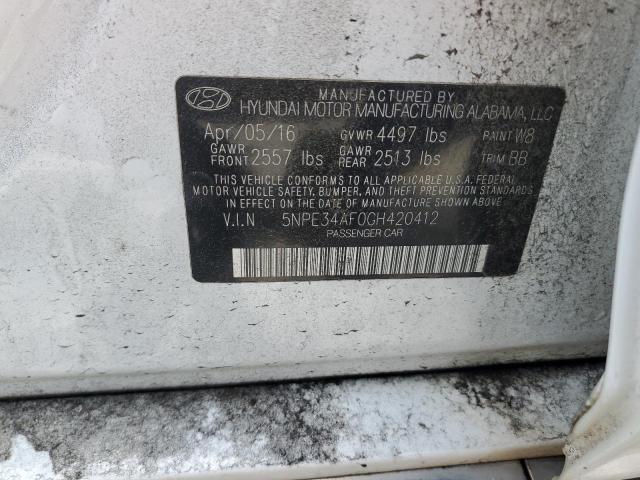 MANUFACTURED BY
HYUNDAI MOTOR MANUFACTURING ALABAMA, LLC
Apr/05/16 GVWR 4497 lbs PAINT W8
GAWR FRONT 2557 lbs GAWR REAR 2513 lbs TRIM BB
THIS VEHICLE CONFORMS TO ALL APPLICABLE U.S.A. FEDERAL
MOTOR VEHICLE SAFETY, BUMPER, AND THEFT PREVENTION STANDARDS
IN EFFECT ON THE DATE OF MANUFACTURE SHOWN ABOVE.
V.I.N 5NPE34AF0GH420412
PASSENGER CAR